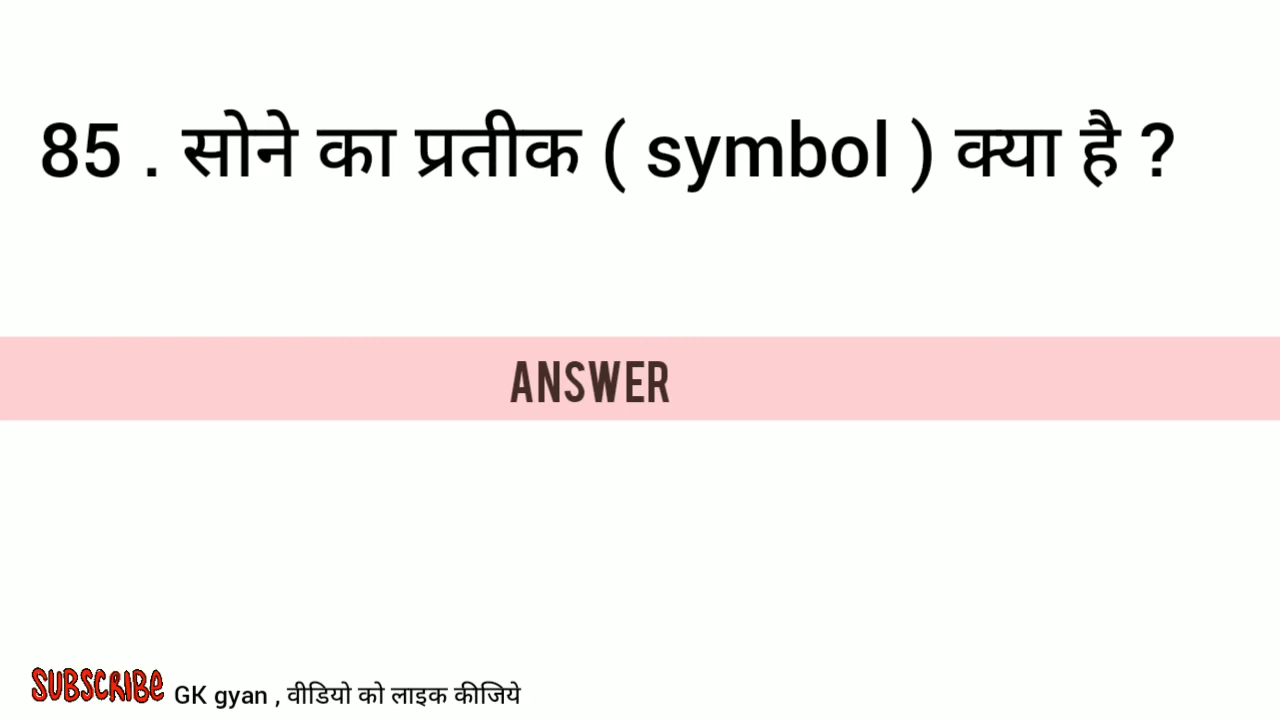 85 . सोने का प्रतीक ( symbol ) क्या है ?
ANSWER
SUBSCRIBE GK gyan , वीडियो को लाइक कीजिये